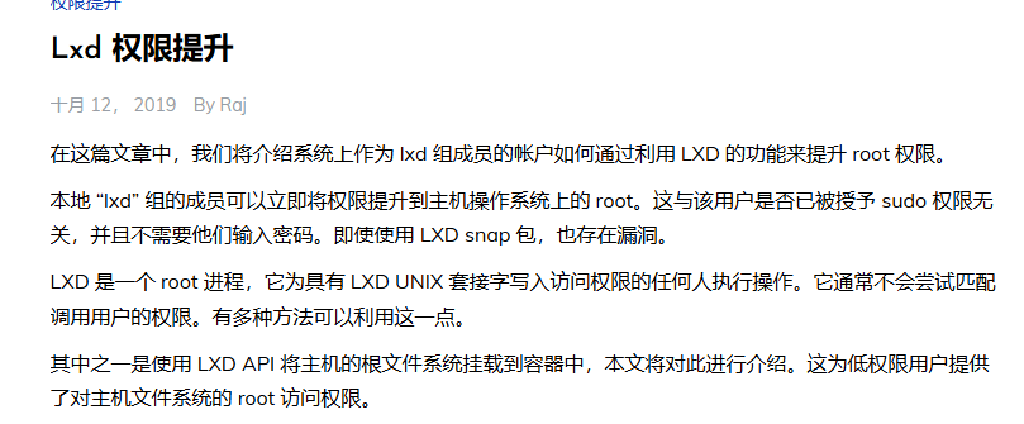 权限提升
Lxd 权限提升
十月 12， 2019 By Raj
在这篇文章中，我们将介绍系统上作为 lxd 组成员的帐户如何通过利用 LXD 的功能来提升 root 权限。
本地 “lxd” 组的成员可以立即将权限提升到主机操作系统上的 root。这与该用户是否已被授予 sudo 权限无
关，并且不需要他们输入密码。即使使用 LXD snap 包，也存在漏洞。
LXD 是一个 root 进程，它为具有 LXD UNIX 套接字写入访问权限的任何人执行操作。它通常不会尝试匹配
调用用户的权限。有多种方法可以利用这一点。
其中之一是使用 LXD API 将主机的根文件系统挂载到容器中，本文将对此进行介绍。这为低权限用户提供
了对主机文件系统的 root 访问权限。